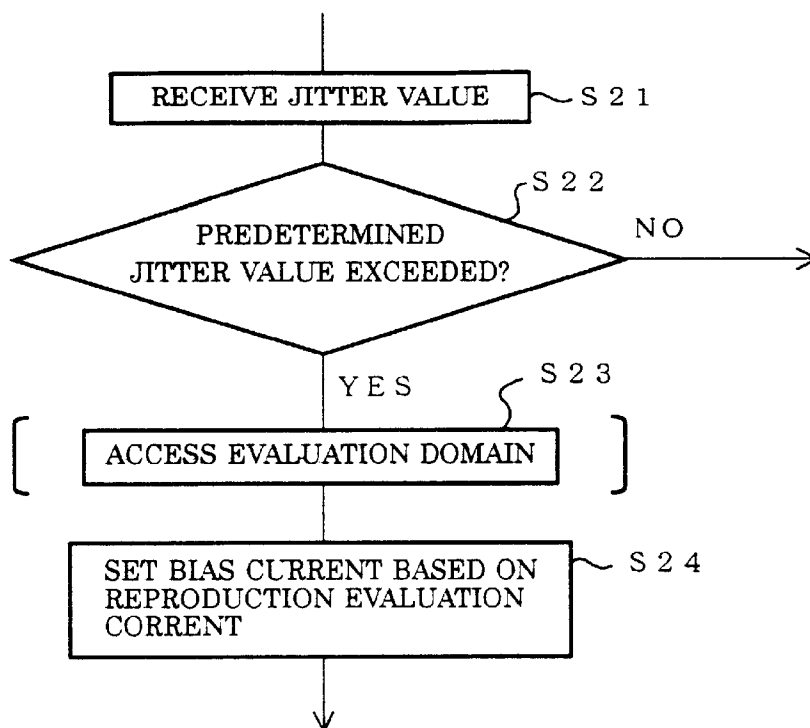 RECEIVE JITTER VALUE
S21
S22
PREDETERMINED
JITTER VALUE EXCEEDED?
NO
YES
S23
ACCESS EVALUATION DOMAIN
S24
SET BIAS CURRENT BASED ON
REPRODUCTION EVALUATION
CORRENT